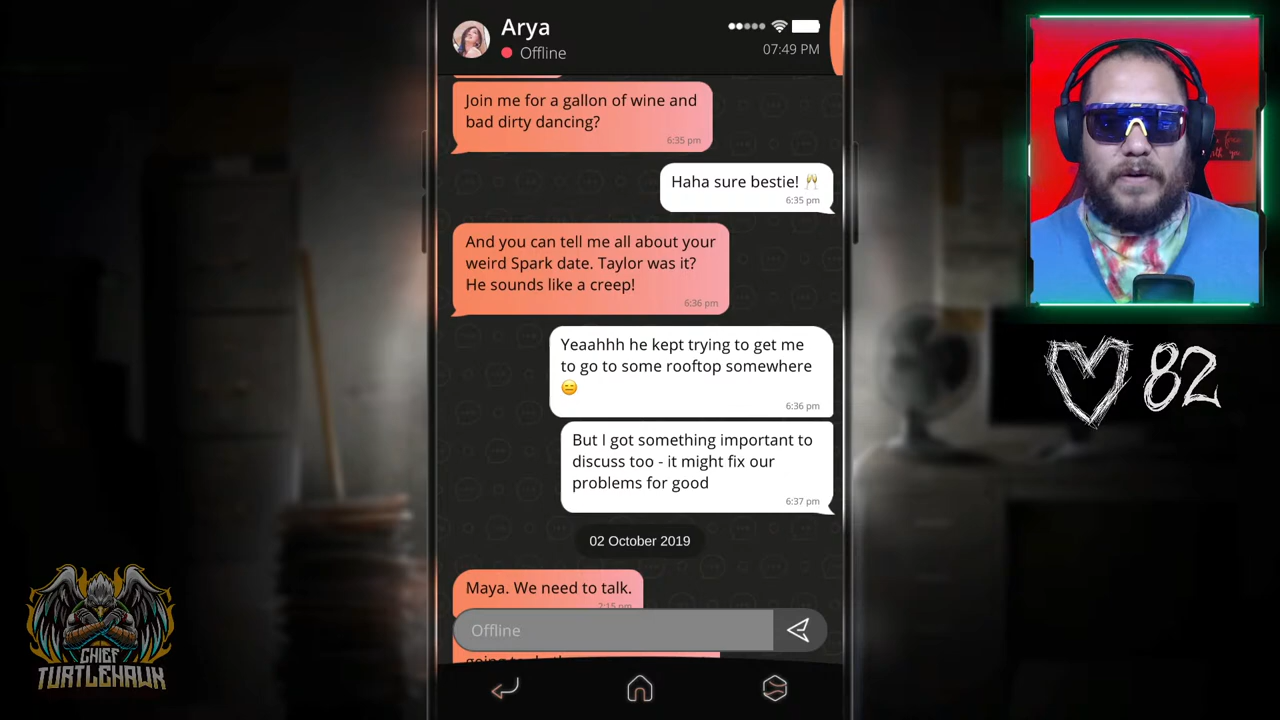 Arya
Offline
07:49 PM
Join me for a gallon of wine and
bad dirty dancing?
6:35 pm
Haha sure bestie! 🥂
6:35 pm
And you can tell me all about your
weird Spark date. Taylor was it?
He sounds like a creep!
6:36 pm
Yeaahhh he kept trying to get me
to go to some rooftop somewhere
😑
6:36 pm
But I got something important to
discuss too - it might fix our
problems for good
6:37 pm
02 October 2019
Maya. We need to talk.
2:15 pm
Offline
82
CHIEF
TURTLEHAWK